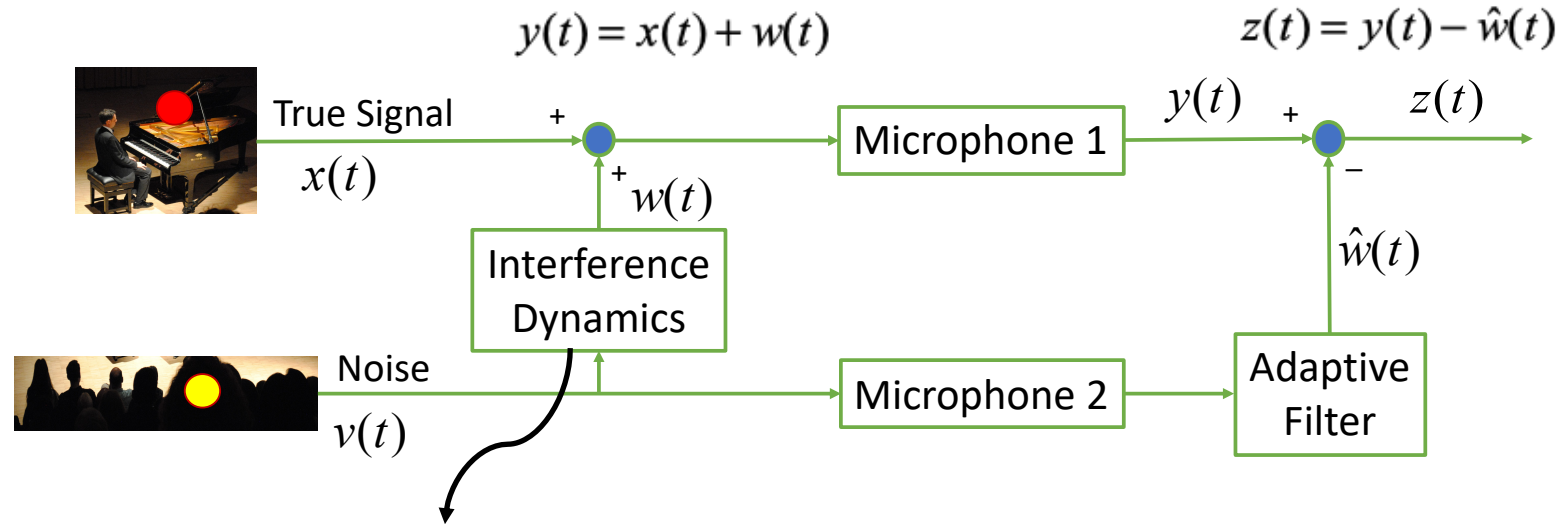 y(t) = x(t) + w(t)
z(t) = y(t) − ŵ(t)
True Signal
+
x(t)
+
w(t)
Microphone 1
y(t)
+
−
z(t)
Interference
Dynamics
ŵ(t)
Noise
v(t)
Microphone 2
Adaptive
Filter